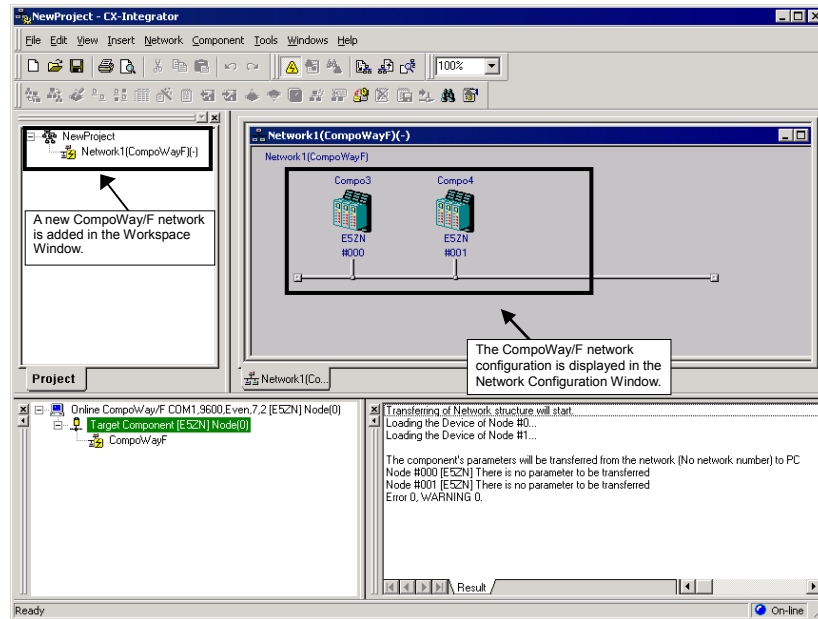 NewProject - CX-Integrator
File Edit View Insert Network Component Tools Windows Help
100%
NewProject
Network1(CompoWayF)(-)
A new CompoWay/F network
is added in the Workspace
Window.
Project
Network1(CompoWayF)(-)
Network1(CompoWayF)
Compo3
E5ZN
#000
Compo4
E5ZN
#001
The CompoWay/F network
configuration is displayed in the
Network Configuration Window.
Network1(Co...
Online CompoWay/F COM1,9600,Even,7,2 [E5ZN] Node(0)
Target Component [E5ZN] Node(0)
CompoWayF
Transferring of Network structure will start.
Loading the Device of Node #0...
Loading the Device of Node #1...
The component's parameters will be transferred from the network (No network number) to PC
Node #000 [E5ZN] There is no parameter to be transferred
Node #001 [E5ZN] There is no parameter to be transferred
Error 0, WARNING 0.
Result
Ready
On-line